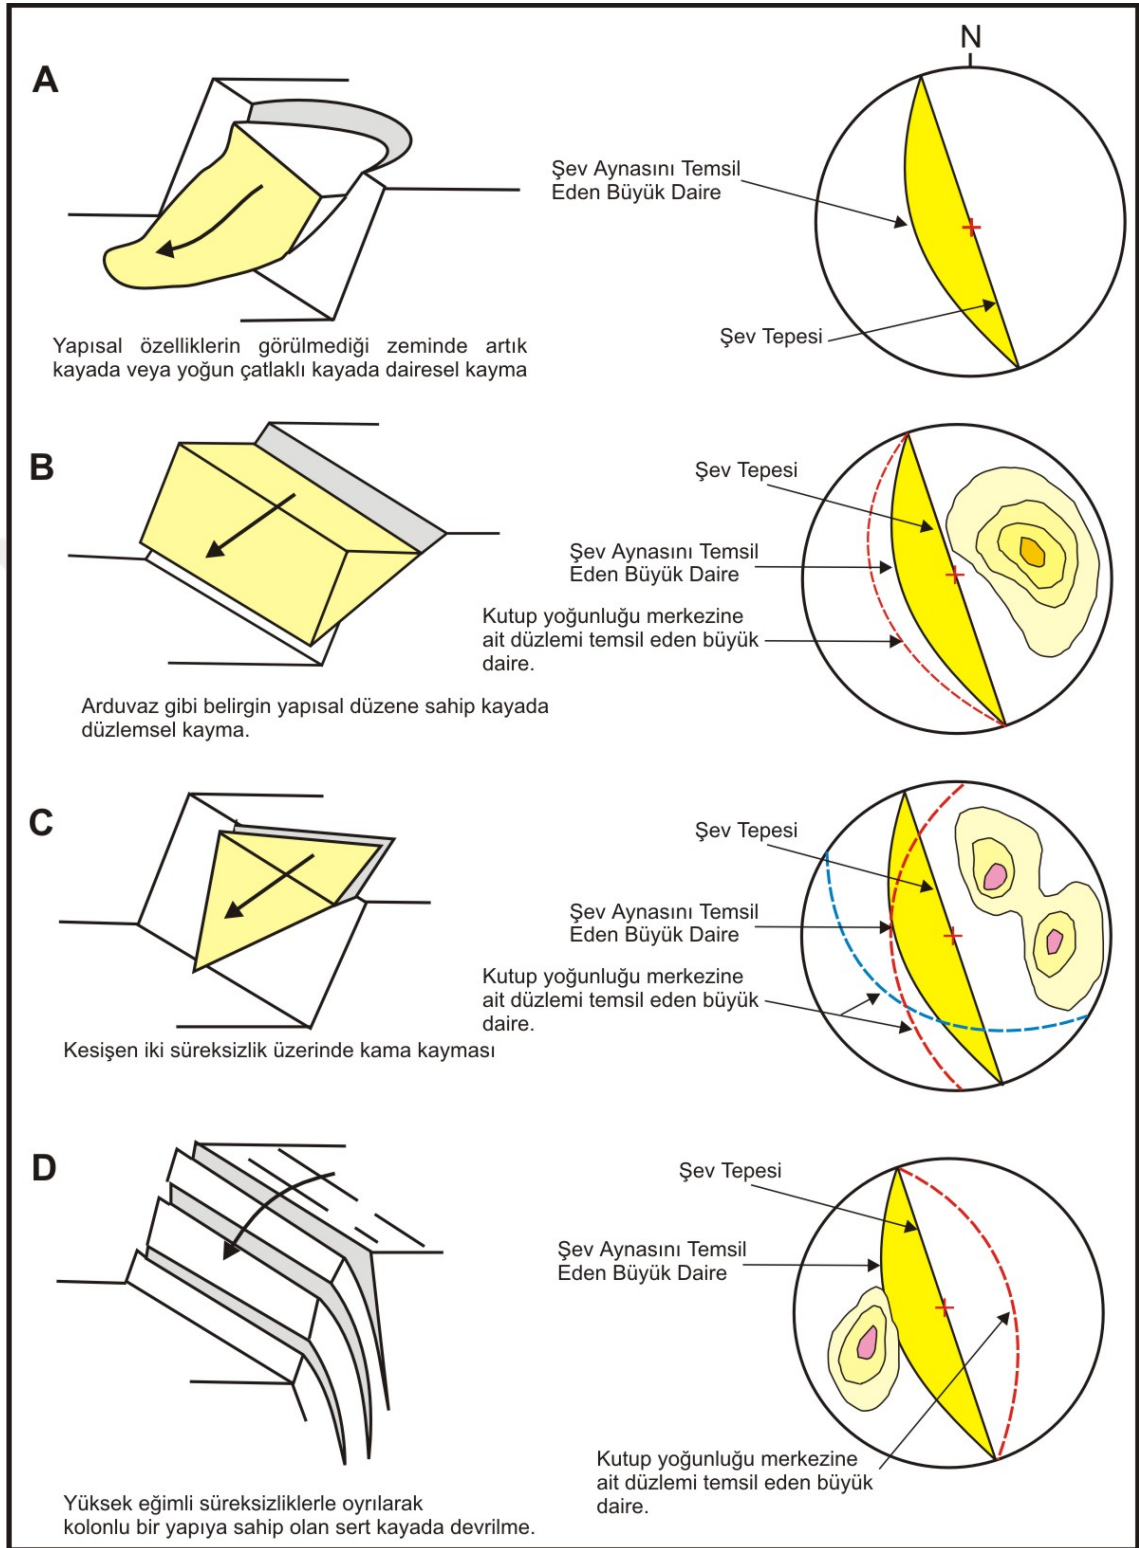 A
N
Şev Aynasını Temsil
Eden Büyük Daire
Şev Tepesi
Yapısal özelliklerin görülmediği zeminde artık
kayada veya yoğun çatlaklı kayada dairesel kayma
B
Şev Tepesi
Şev Aynasını Temsil
Eden Büyük Daire
Kutup yoğunluğu merkezine
ait düzlemi temsil eden büyük
daire.
Arduvaz gibi belirgin yapısal düzene sahip kayada
düzlemsel kayma.
C
Şev Tepesi
Şev Aynasını Temsil
Eden Büyük Daire
Kutup yoğunluğu merkezine
ait düzlemi temsil eden büyük
daire.
Kesişen iki süreksizlik üzerinde kama kayması
D
Şev Tepesi
Şev Aynasını Temsil
Eden Büyük Daire
Kutup yoğunluğu merkezine
ait düzlemi temsil eden büyük
daire.
Yüksek eğimli süreksizliklerle oyrılarak
kolonlu bir yapıya sahip olan sert kayada devrilme.